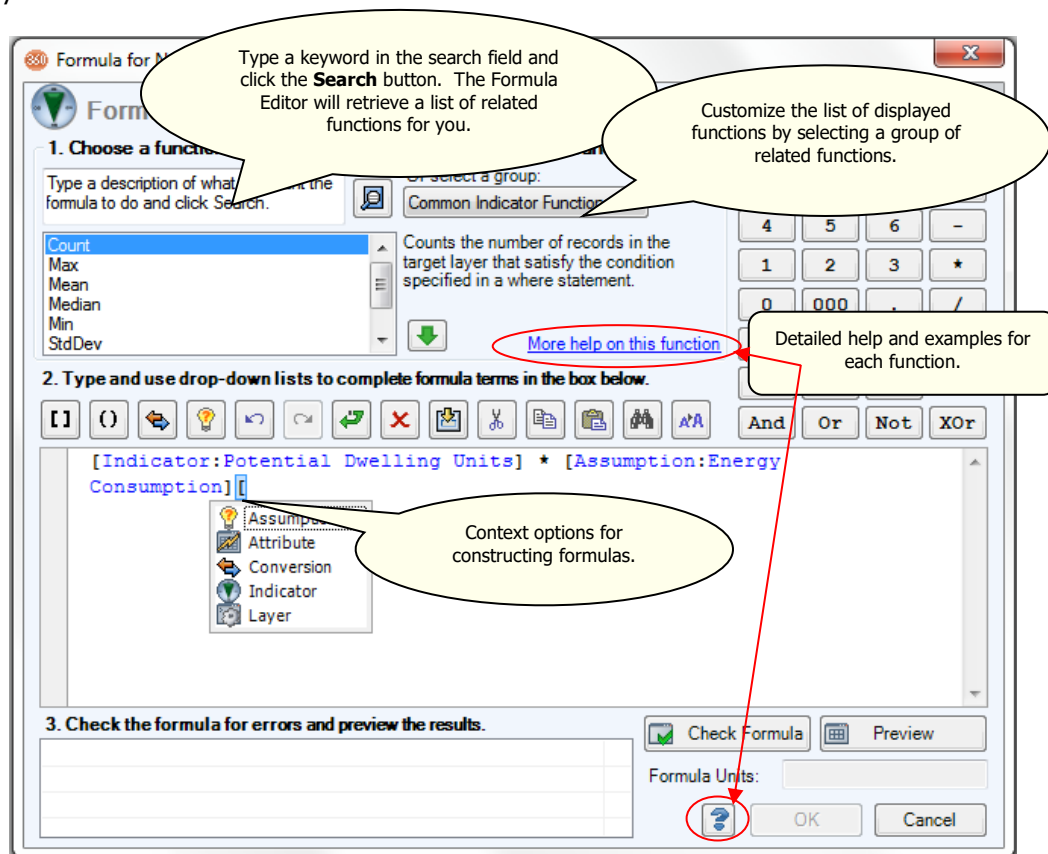 )
Formula for N
Type a keyword in the search field and
click the Search button. The Formula
Editor will retrieve a list of related
functions for you.
Customize the list of displayed
functions by selecting a group of
related functions.
Form
1. Choose a functi
Type a description of what
the
formula to do and click Search.
Or select a group:
Common Indicator Function
Count
Max
Mean
Median
Min
StdDev
Counts the number of records in the
target layer that satisfy the condition
specified in a where statement.
More help on this function
4 5 6 -
1 2 3 *
0 000 . /
Detailed help and examples for
each function.
2. Type and use drop-down lists to complete formula terms in the box below.
[] ()
And Or Not XOr
[Indicator:Potential Dwelling Units] * [Assumption:Energy
Consumption][
Assump
Attribute
Conversion
Indicator
Layer
Context options for
constructing formulas.
3. Check the formula for errors and preview the results.
Check Formula Preview
Formula Units:
? OK Cancel